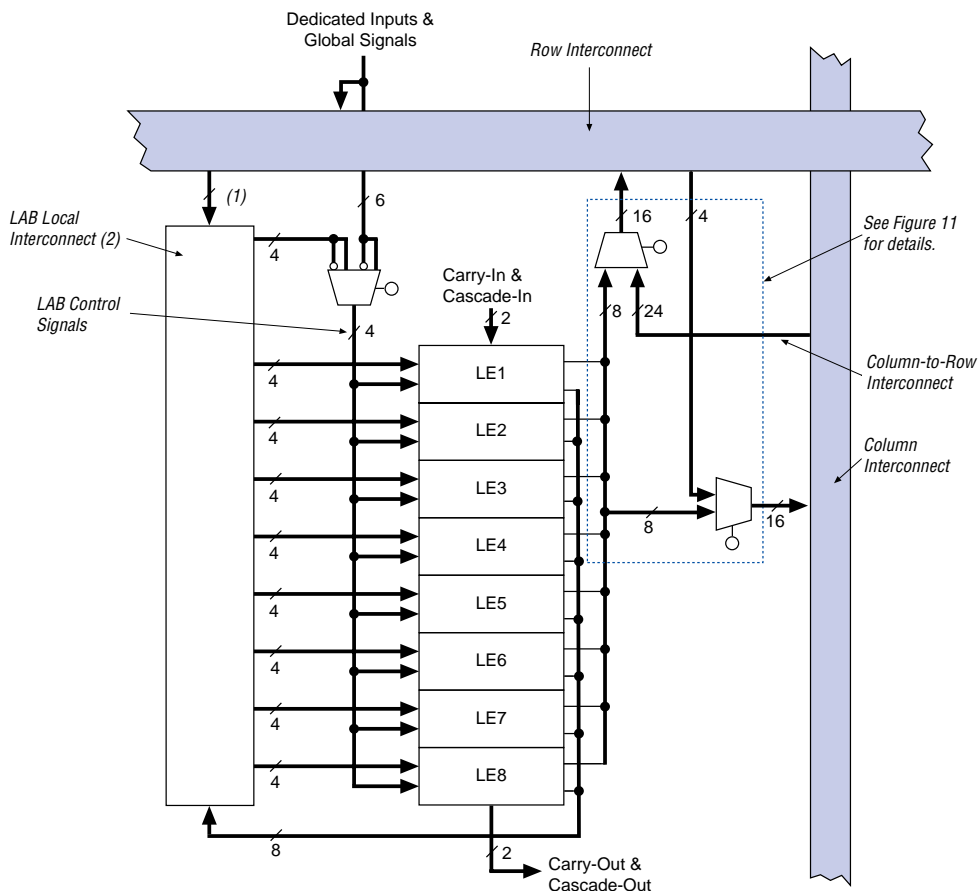 Dedicated Inputs &
Global Signals
Row Interconnect
(1)
6
16
4
LAB Local
Interconnect (2)
4
See Figure 11
for details.
Carry-In &
Cascade-In
LAB Control
Signals
4
2
8
24
Column-to-Row
Interconnect
LE1
4
LE2
4
Column
Interconnect
LE3
4
8
16
LE4
4
LE5
4
LE6
4
LE7
4
LE8
4
8
2
Carry-Out &
Cascade-Out